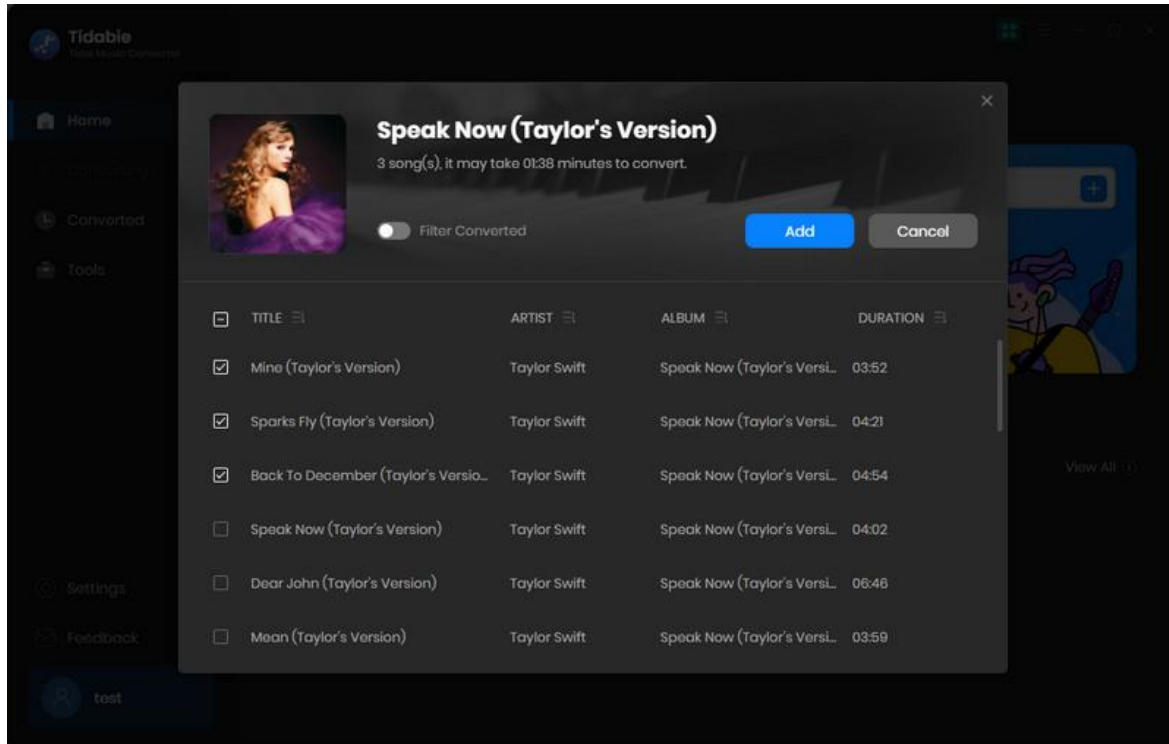 Tidabie
Tidal Music Converter
Home
Converted
Tools
Settings
Feedback
test
View All
Speak Now (Taylor's Version)
3 song(s), it may take 01:38 minutes to convert.
Filter Converted
Add
Cancel
TITLE ARTIST ALBUM DURATION
Mine (Taylor's Version) Taylor Swift Speak Now (Taylor's Versi... 03:52
Sparks Fly (Taylor's Version) Taylor Swift Speak Now (Taylor's Versi... 04:21
Back To December (Taylor's Versio... Taylor Swift Speak Now (Taylor's Versi... 04:54
Speak Now (Taylor's Version) Taylor Swift Speak Now (Taylor's Versi... 04:02
Dear John (Taylor's Version) Taylor Swift Speak Now (Taylor's Versi... 06:46
Mean (Taylor's Version) Taylor Swift Speak Now (Taylor's Versi... 03:59